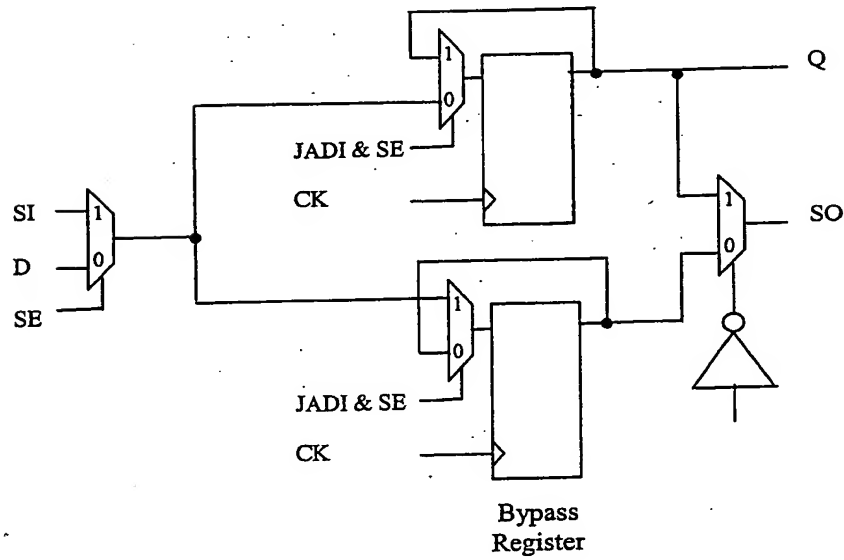 Q
1
0
JADI & SE
CK
SI
1
D
0
SE
1
SO
0
1
0
JADI & SE
CK
Bypass
Register